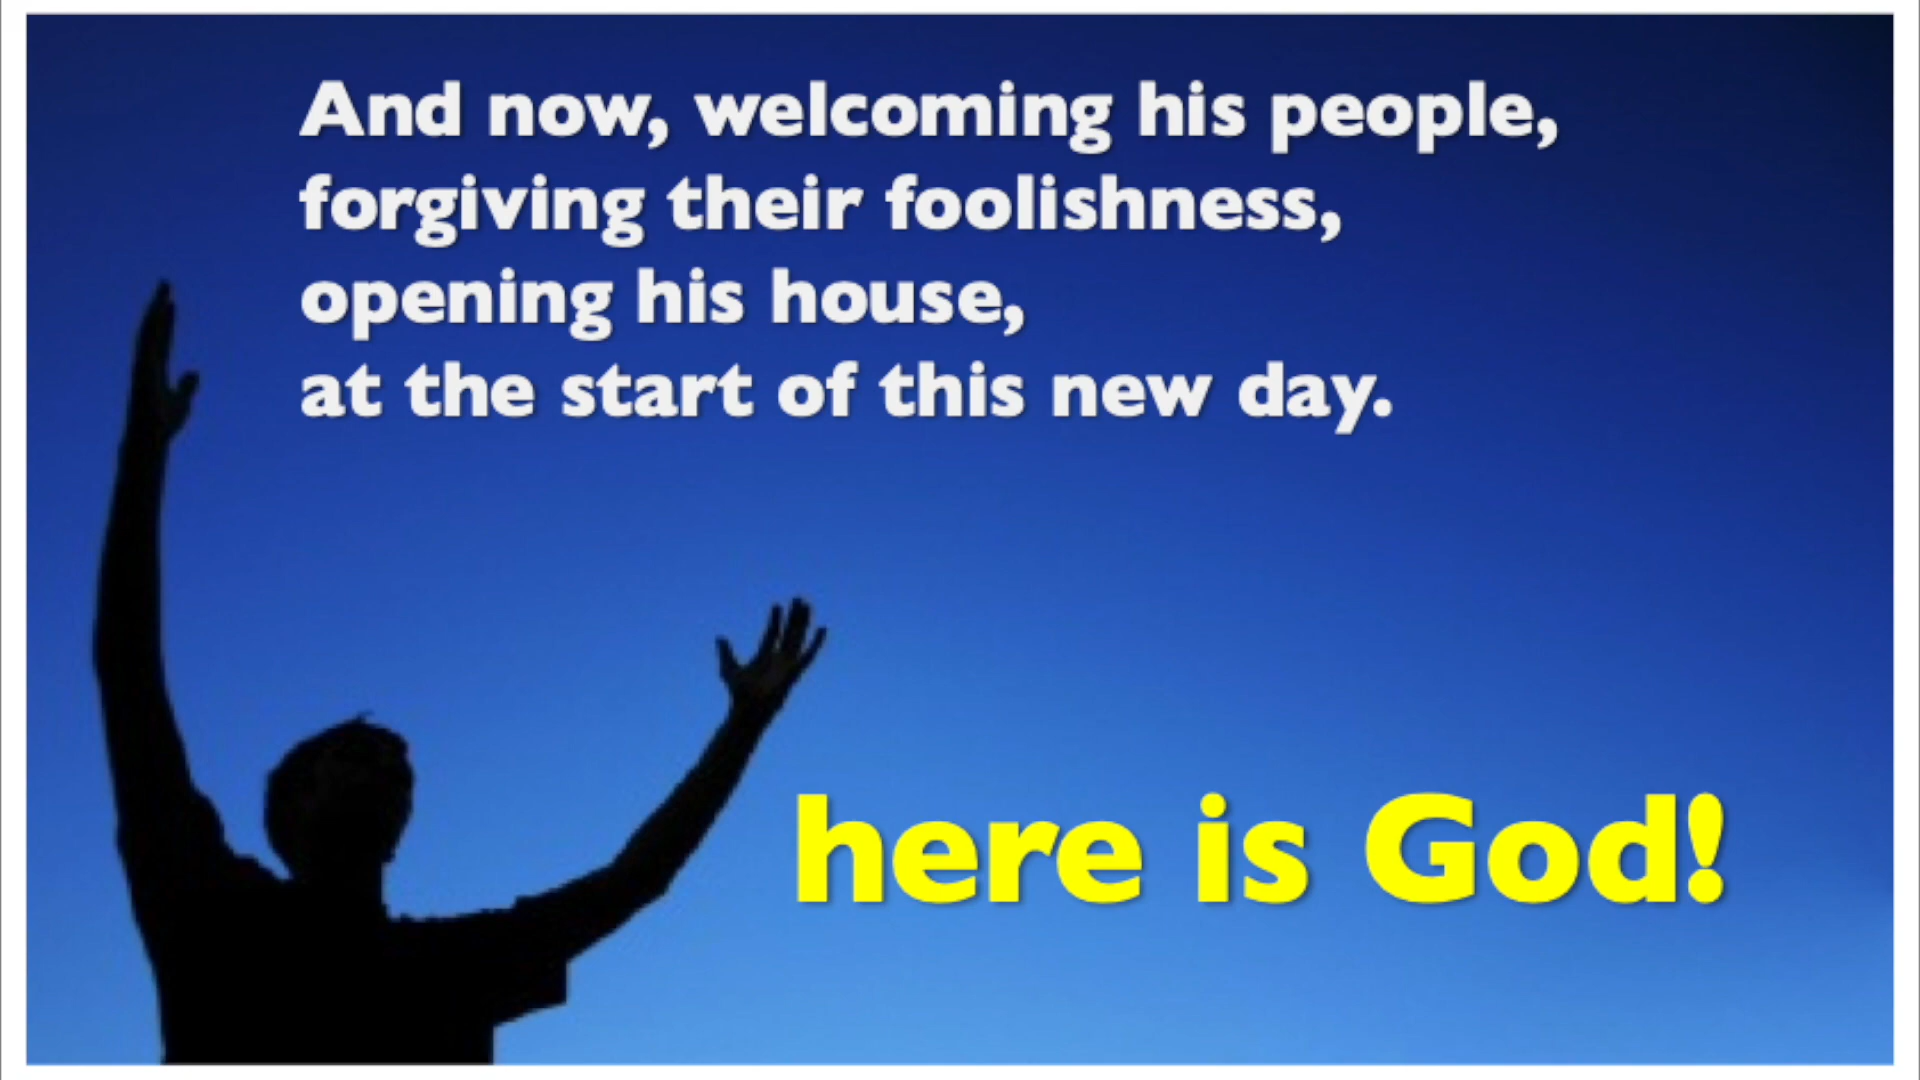 And now, welcoming his people,
forgiving their foolishness,
opening his house,
at the start of this new day.
here is God!